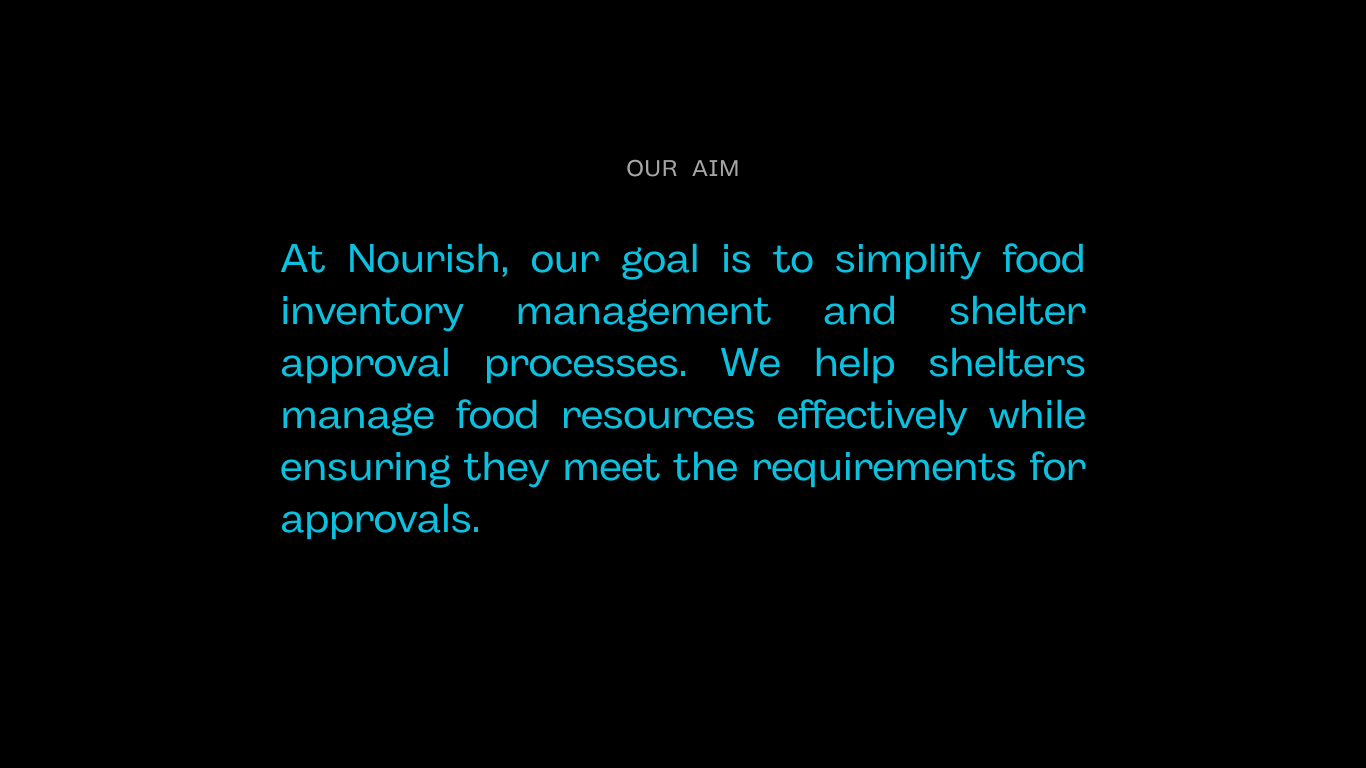 OUR AIM
At Nourish, our goal is to simplify food
inventory management and shelter
approval processes. We help shelters
manage food resources effectively while
ensuring they meet the requirements for
approvals.